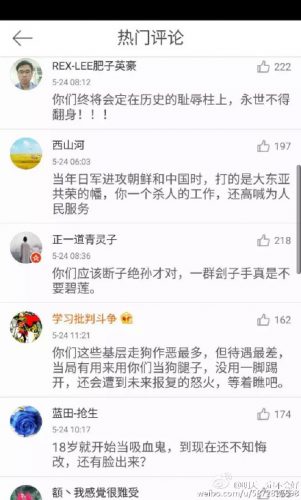 热门评论
REX-LEE肥子英豪
222
5-24 08:12
你们终将会定在历史的耻辱柱上，永世不得
翻身！！！
西山河
197
5-24 06:03
当年日军进攻朝鲜和中国时，打的是大东亚
共荣的幡，你一个杀人的工作，还高喊为人
民服务
正一道青灵子
218
5-24 08:36
你们应该断子绝孙才对，一群刽子手真是不
要碧莲。
学习批判斗争
162
5-24 11:21
你们这些基层走狗作恶最多，但待遇最差，
当局有用来用你们当狗腿子，没用一脚踢
开，还会遭到未来报复的怒火，等着瞧吧。
蓝田-抢生
124
5-24 10:17
18岁就开始当吸血鬼，到现在还不知悔
改，还有脸出来？
额丶我感覺很難受